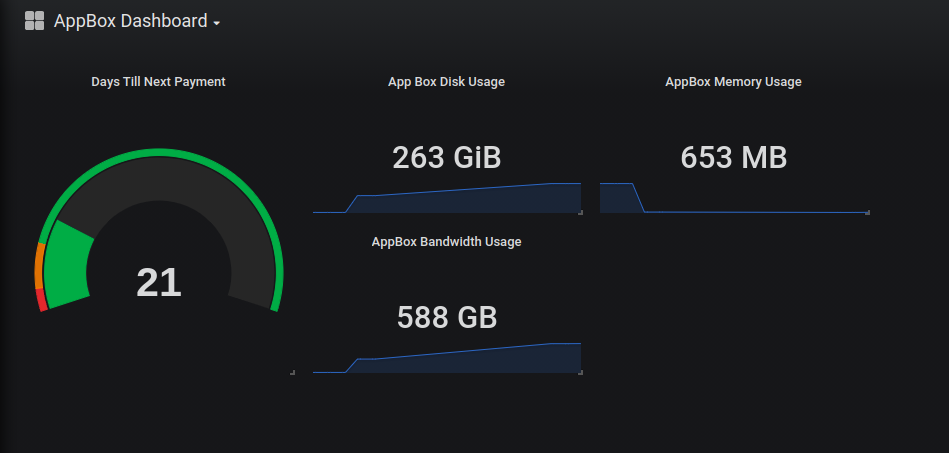 AppBox Dashboard
Days Till Next Payment
21
App Box Disk Usage
263 GiB
AppBox Memory Usage
653 MB
AppBox Bandwidth Usage
588 GB